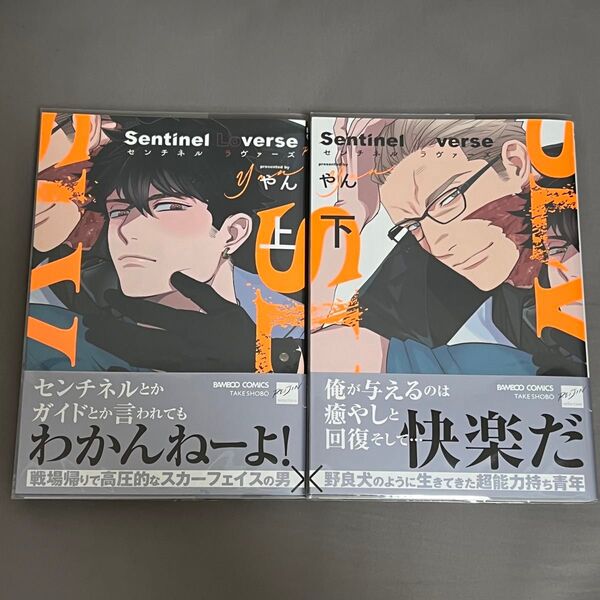 Sentinel Loverse
センチネル ラヴァーズ
presented by
やん
上
センチネルとか
ガイドとか言われても
わかんねーよ!
BAMBOO COMICS
TAKESHOBO
戦場帰りで高圧的なスカーフェイスの男
Sentinel verse
センチネル ラヴァ
やん
下
俺が与えるのは
癒やしと
回復そして…
快楽だ
BAMBOO COMICS
TAKESHOBO
野良犬のように生きてきた超能力持ち青年